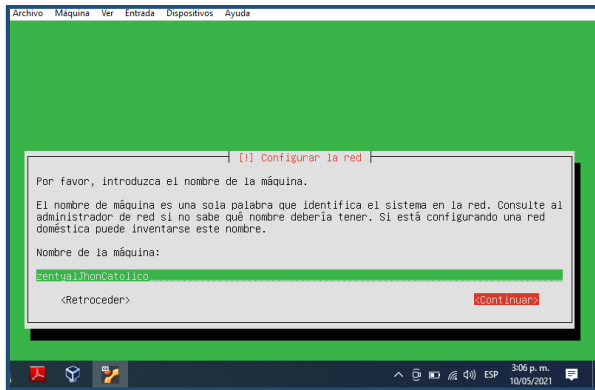 Archivo Máquina Ver Entrada Dispositivos Ayuda
[!] Configurar la red
Por favor, introduzca el nombre de la máquina.
El nombre de máquina es una sola palabra que identifica el sistema en la red. Consulte al
administrador de red si no sabe qué nombre debería tener. Si está configurando una red
doméstica puede inventarse este nombre.
Nombre de la máquina:
zentyalJhonCatolico
<Retroceder> <Continuar>
ESP
3:06 p. m.
10/05/2021